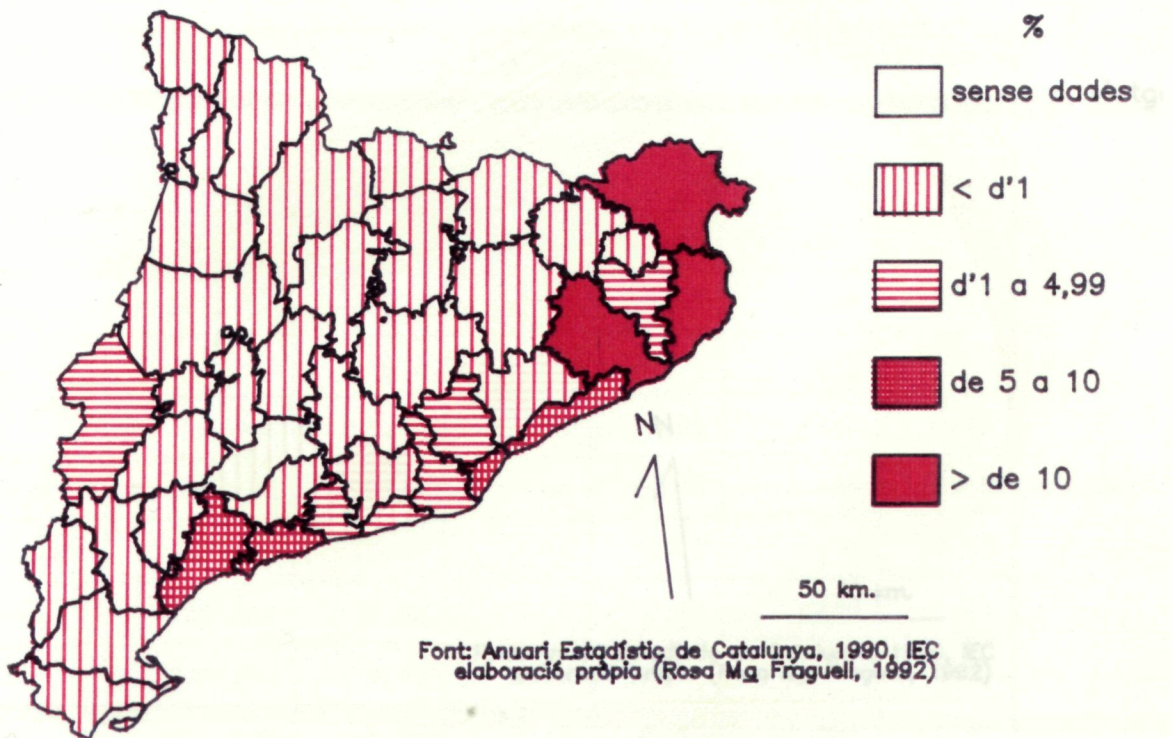 %
sense dades
< d'1
d'1 a 4,99
de 5 a 10
> de 10
N
50 km.
Font: Anuari Estadístic de Catalunya, 1990, IEC
elaboració pròpia (Rosa Mª Fraguell, 1992)